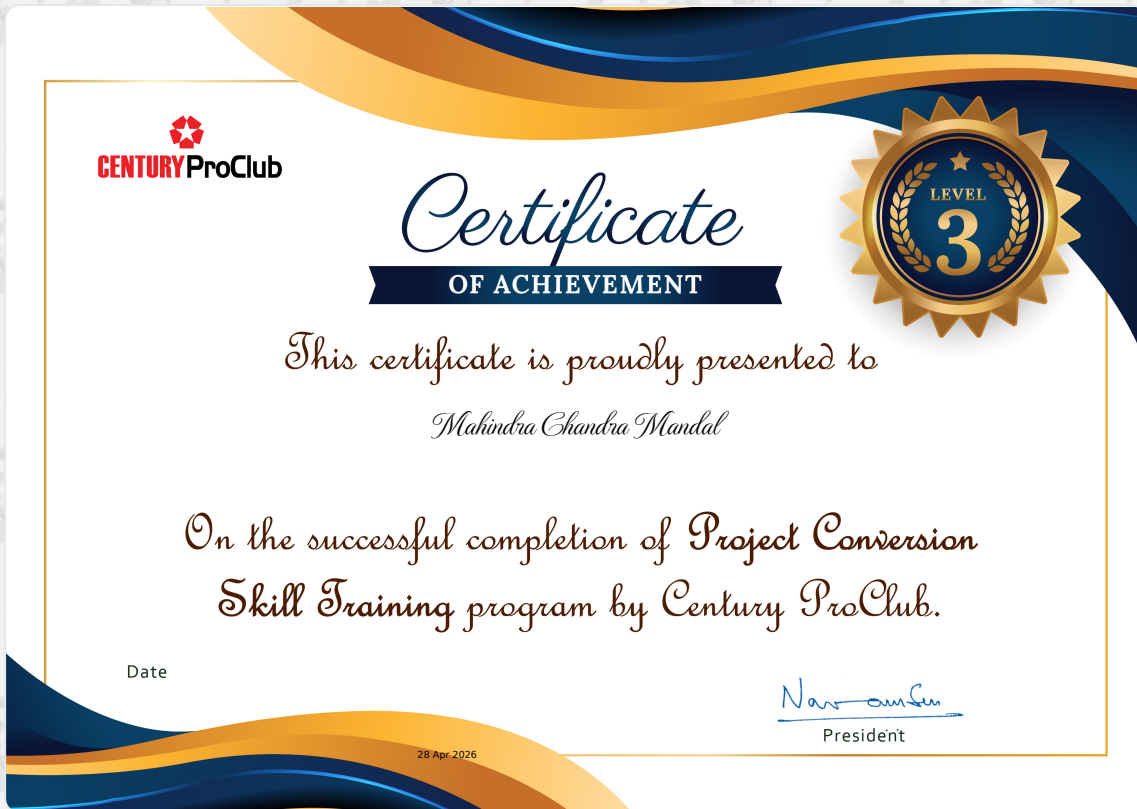 CENTURY ProClub
LEVEL
3
Certificate
OF ACHIEVEMENT
This certificate is proudly presented to
Mahindra Chandra Mandal
On the successful completion of Project Conversion
Skill Training program by Century ProClub.
Date
President
28 Apr 2026